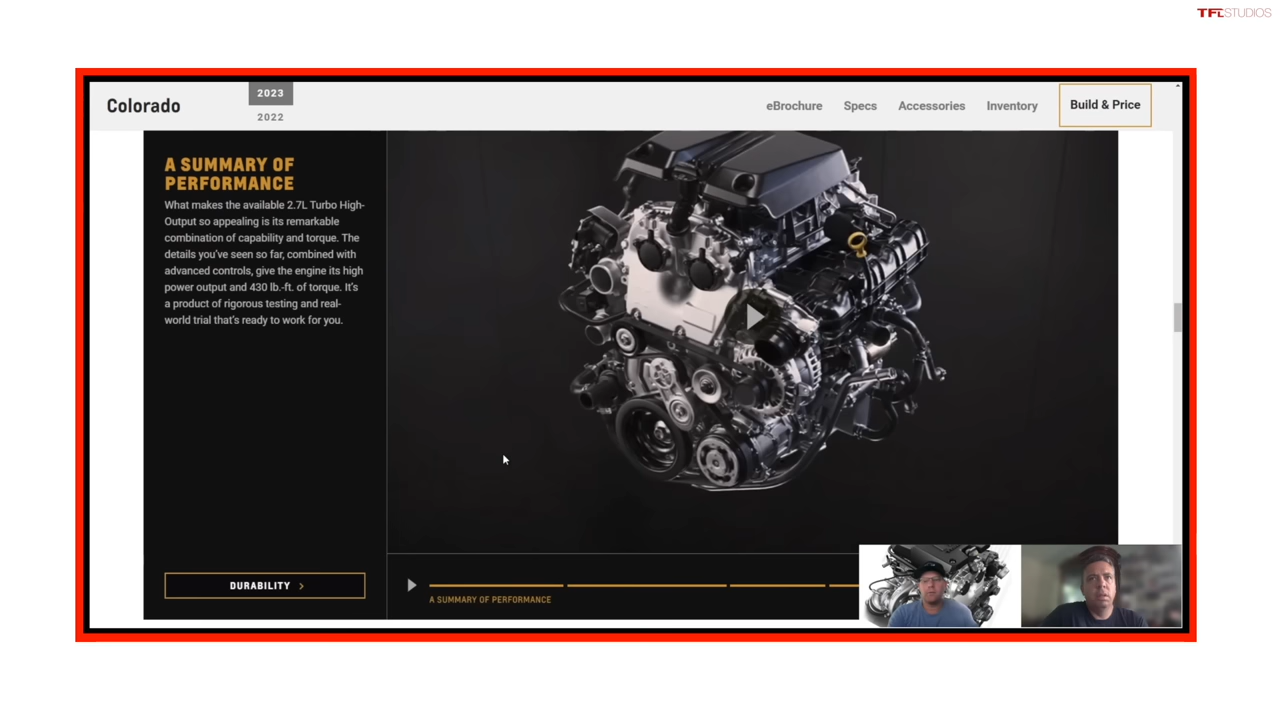 TFLSTUDIOS
Colorado
2023
2022
eBrochure
Specs
Accessories
Inventory
Build & Price
A SUMMARY OF
PERFORMANCE
What makes the available 2.7L Turbo High-
Output so appealing is its remarkable
combination of capability and torque. The
details you've seen so far, combined with
advanced controls, give the engine its high
power output and 430 lb.-ft. of torque. It's
a product of rigorous testing and real-
world trial that's ready to work for you.
DURABILITY >
A SUMMARY OF PERFORMANCE